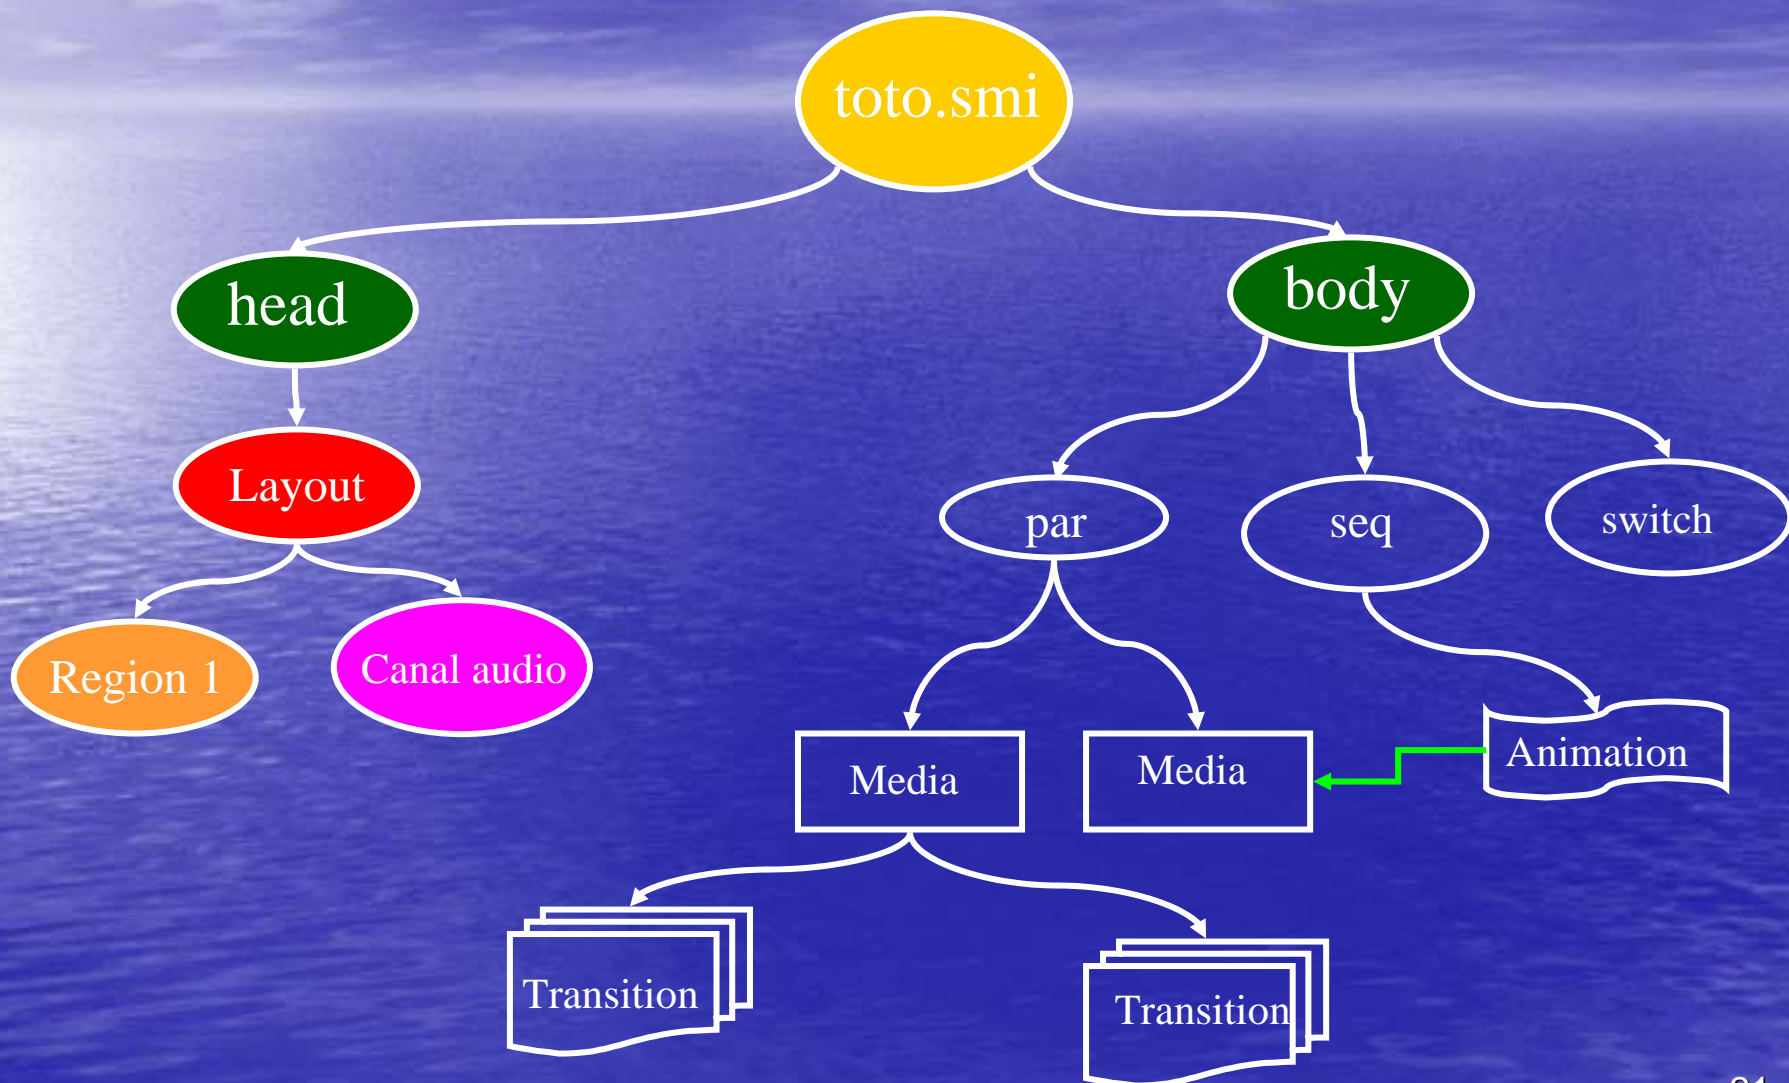 toto.smi
head
body
Layout
par
seq
switch
Region 1
Canal audio
Media
Media
Animation
Transition
Transition